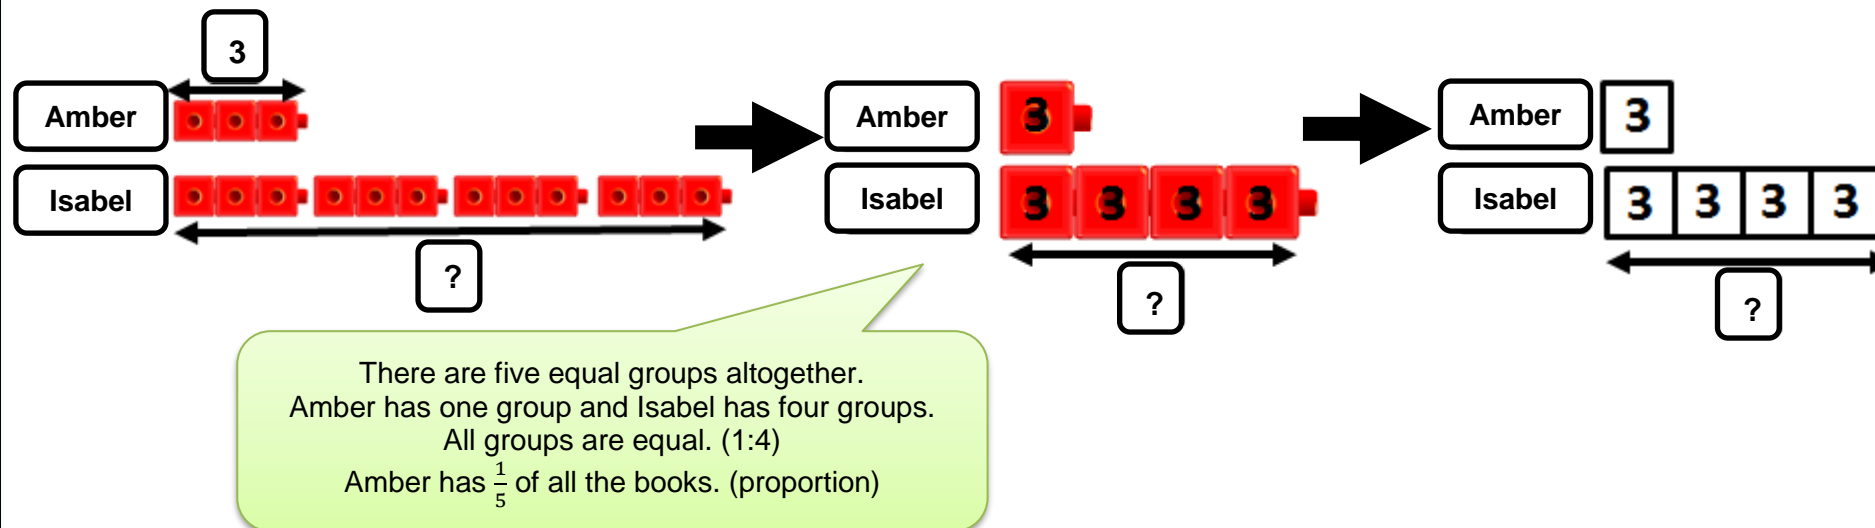 3
Amber
Isabel
?
Amber
3
Isabel
3 3 3 3
?
Amber
3
Isabel
3 3 3 3
?
There are five equal groups altogether.
Amber has one group and Isabel has four groups.
All groups are equal. (1:4)
Amber has 1/5 of all the books. (proportion)